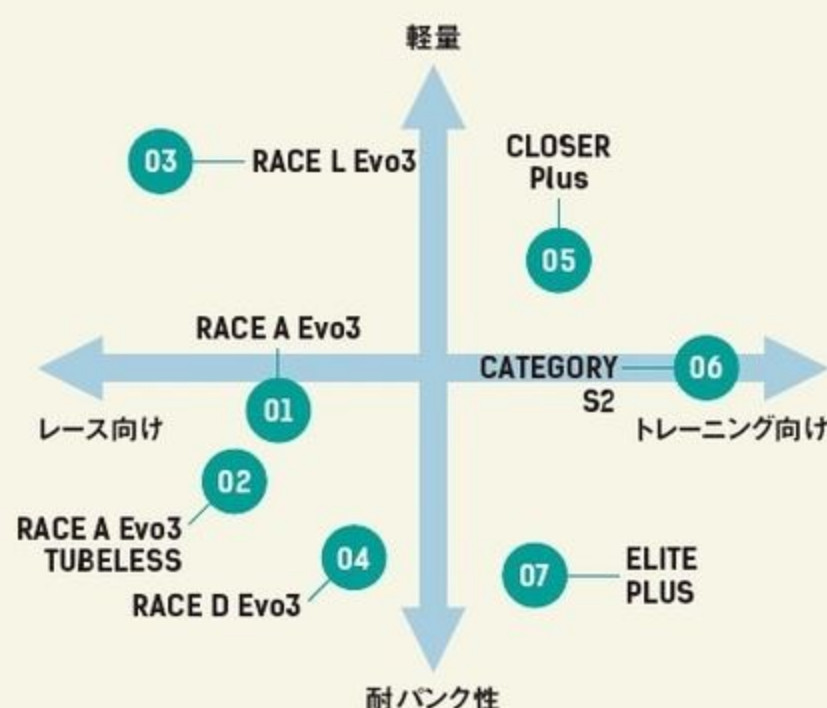 軽量
03
RACE L Evo3
CLOSER
Plus
05
RACE A Evo3
01
CATEGORY
S2
06
レース向け
トレーニング向け
02
RACE A Evo3
TUBELESS
04
RACE D Evo3
07
ELITE
PLUS
耐パンク性